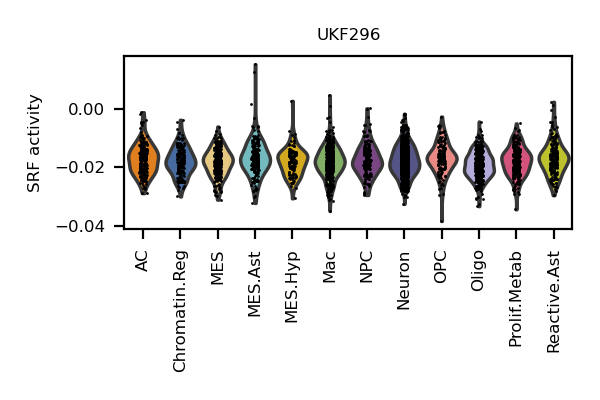 UKF296
SRF activity
0.00
−0.02
−0.04
AC
Chromatin.Reg
MES
MES.Ast
MES.Hyp
Mac
NPC
Neuron
OPC
Oligo
Prolif.Metab
Reactive.Ast